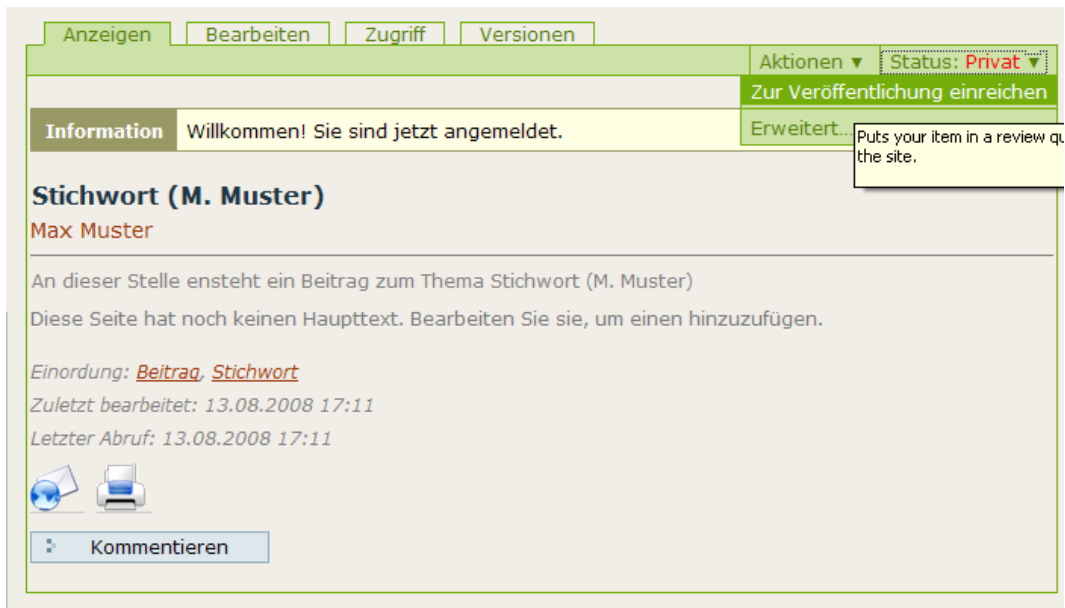 Anzeigen Bearbeiten Zugriff Versionen
Aktionen ▼ Status: Privat ▼
Zur Veröffentlichung einreichen
Erweitert...
Puts your item in a review
the site.
Information Willkommen! Sie sind jetzt angemeldet.
Stichwort (M. Muster)
Max Muster
An dieser Stelle ensteht ein Beitrag zum Thema Stichwort (M. Muster)
Diese Seite hat noch keinen Haupttext. Bearbeiten Sie sie, um einen hinzuzufügen.
Einordung: Beitrag, Stichwort
Zuletzt bearbeitet: 13.08.2008 17:11
Letzter Abruf: 13.08.2008 17:11
Kommentieren